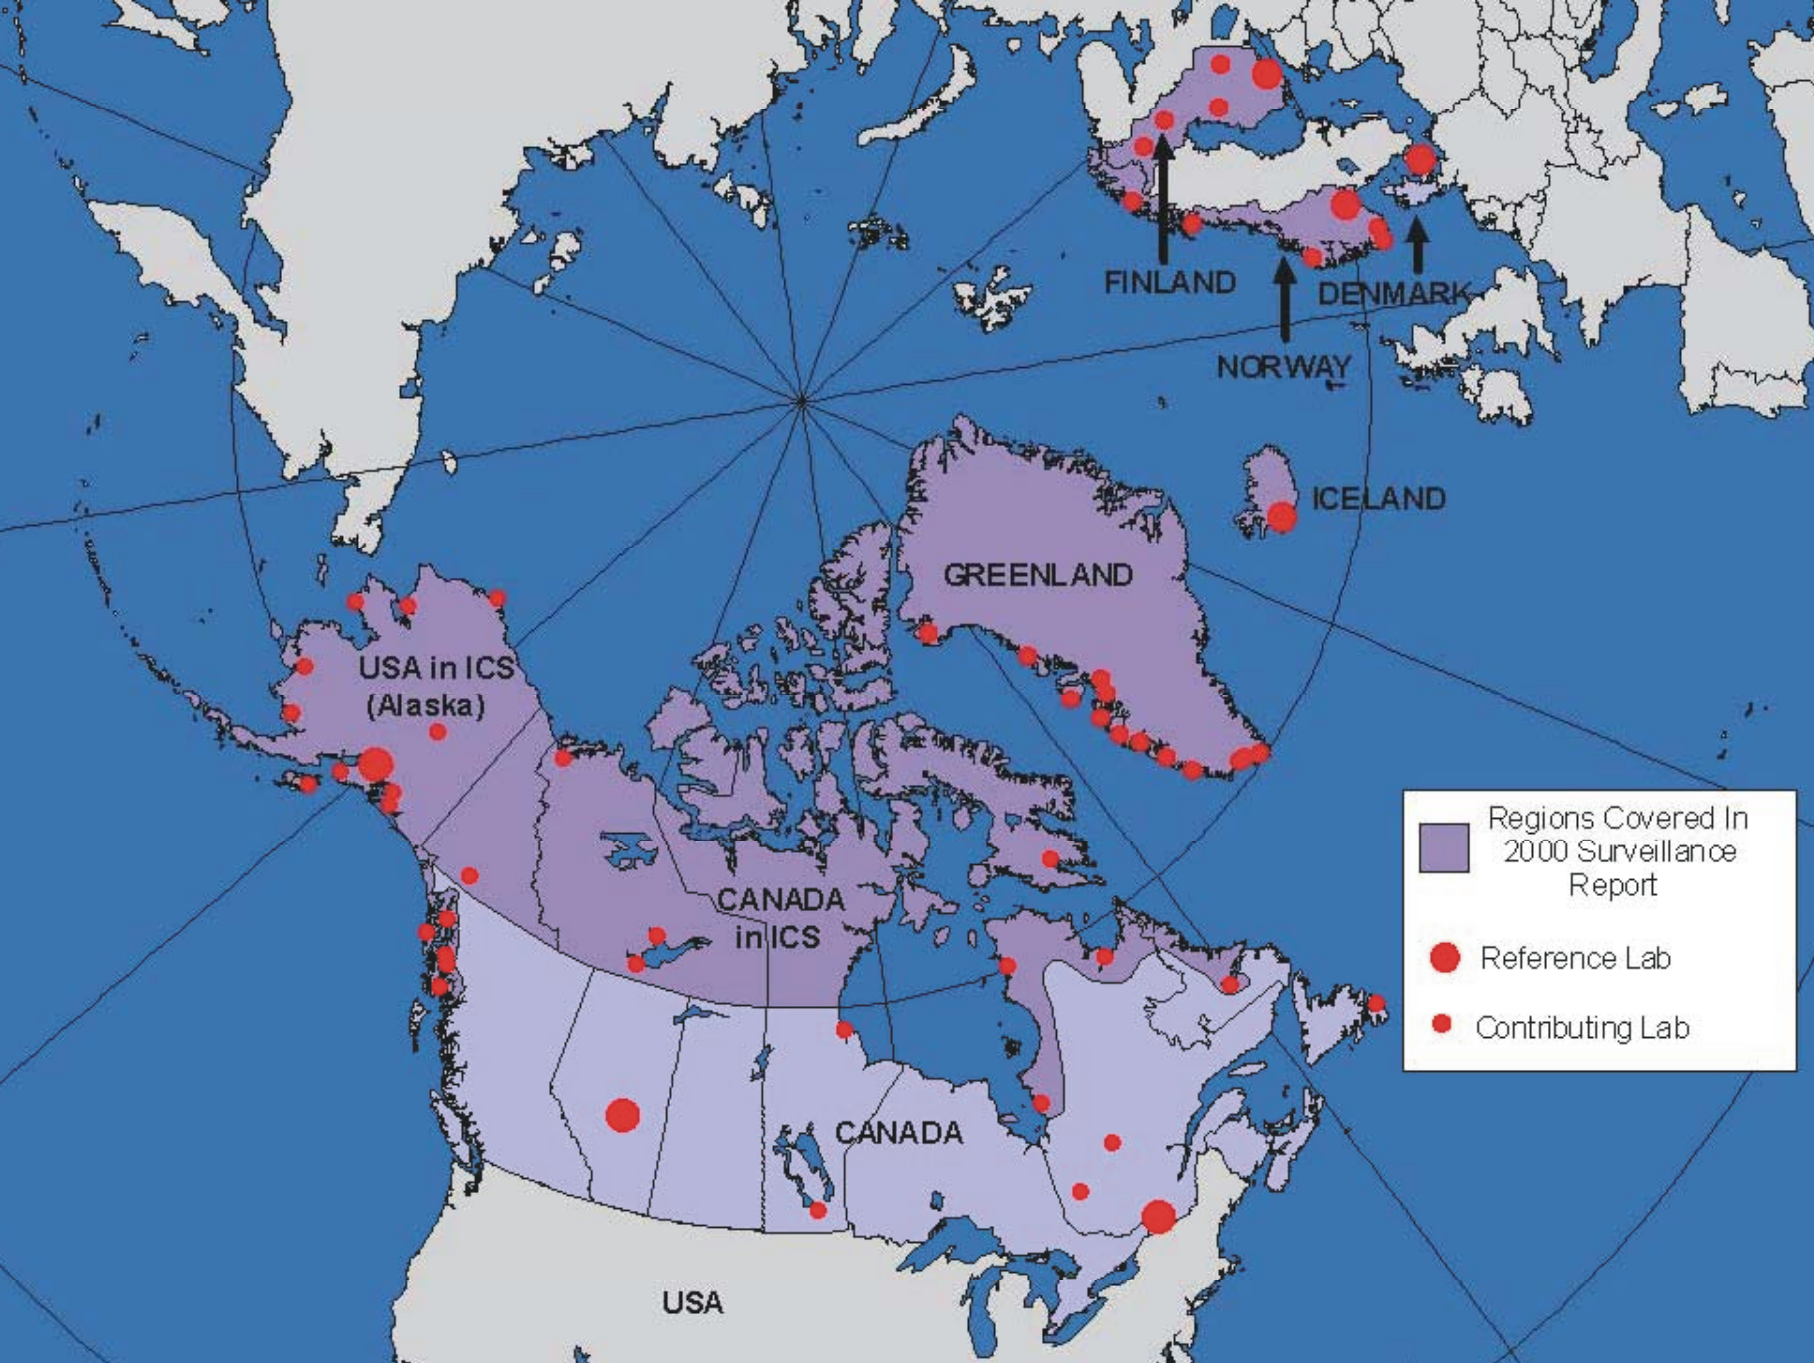 FINLAND
DENMARK
NORWAY
ICELAND
GREENLAND
USA in ICS
(Alaska)
CANADA
in ICS
CANADA
USA
Regions Covered In
2000 Surveillance
Report
Reference Lab
Contributing Lab